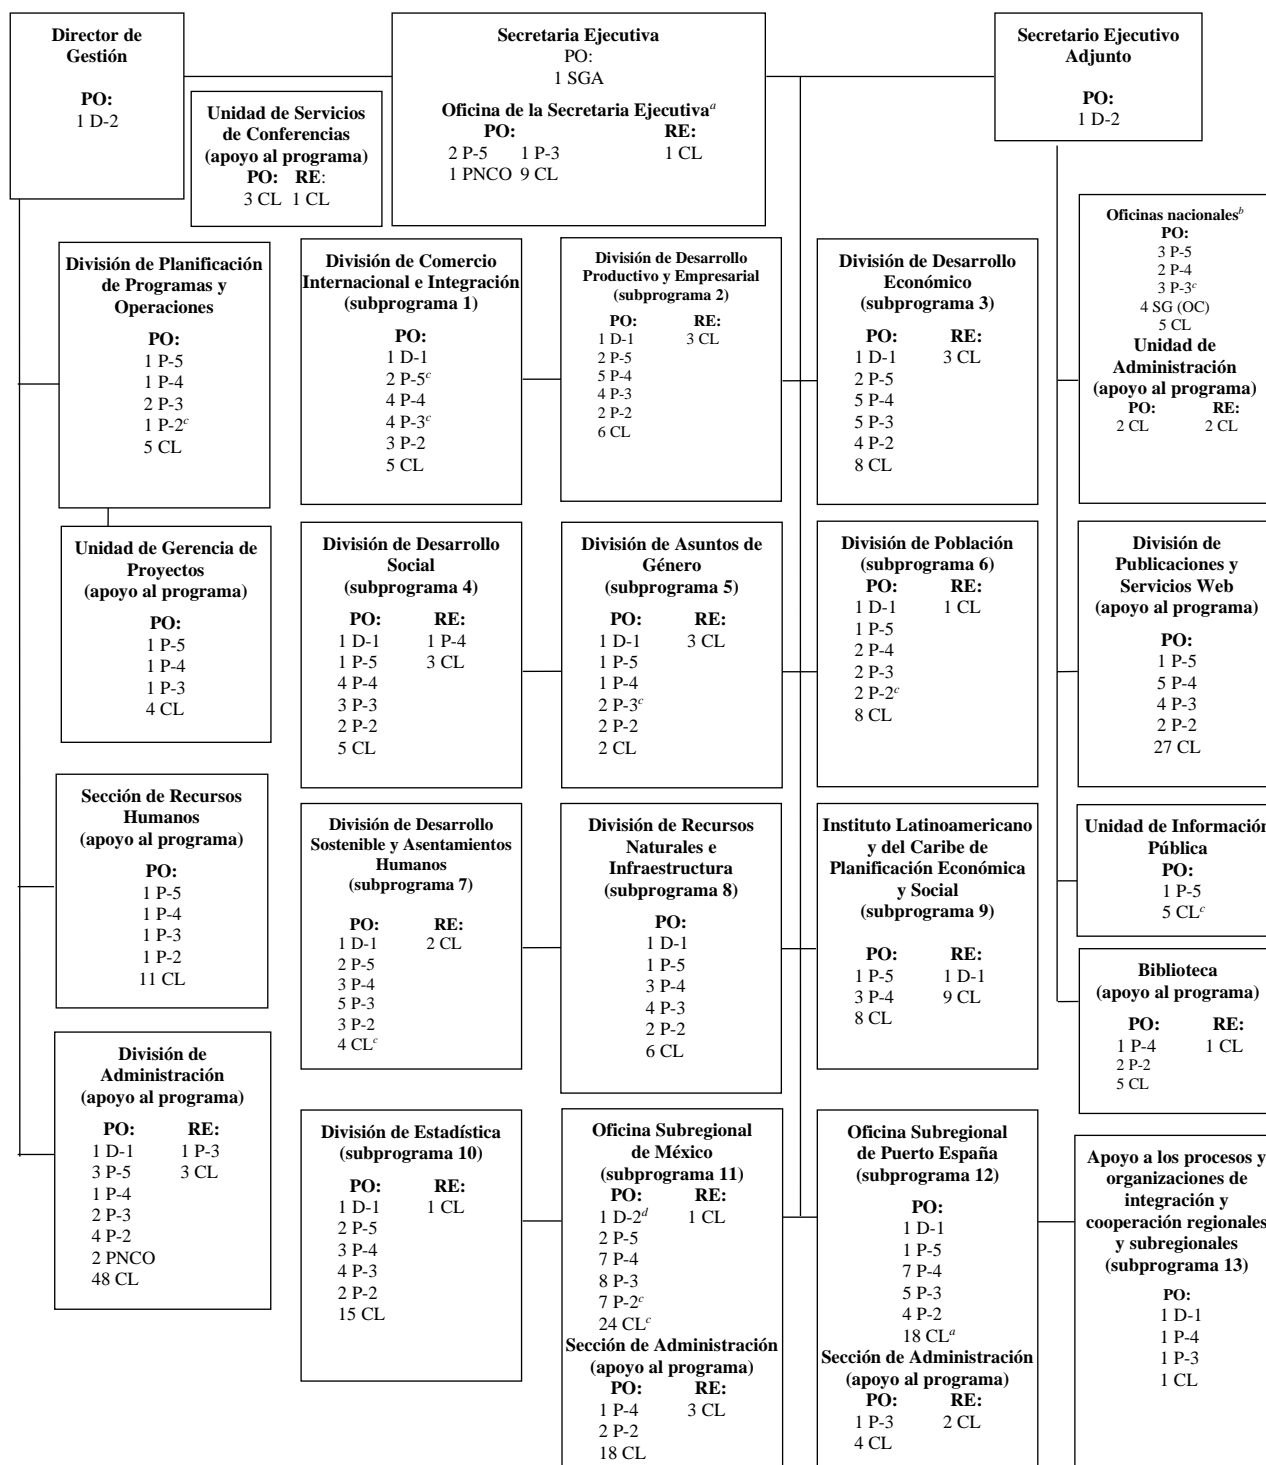 Director de
Gestión
PO:
1 D-2
Unidad de Servicios
de Conferencias
(apoyo al programa)
PO: RE:
3 CL 1 CL
Secretaria Ejecutiva
PO:
1 SGA
Oficina de la Secretaria Ejecutivaᵃ
PO: RE:
2 P-5 1 P-3 1 CL
1 PNCO 9 CL
Secretario Ejecutivo
Adjunto
PO:
1 D-2
División de Planificación
de Programas y
Operaciones
PO:
1 P-5
1 P-4
2 P-3
1 P-2ᶜ
5 CL
División de Comercio
Internacional e Integración
(subprograma 1)
PO:
1 D-1
2 P-5ᶜ
4 P-4
4 P-3ᶜ
3 P-2
5 CL
División de Desarrollo
Productivo y Empresarial
(subprograma 2)
PO: RE:
1 D-1 3 CL
2 P-5
5 P-4
4 P-3
2 P-2
6 CL
División de Desarrollo
Económico
(subprograma 3)
PO: RE:
1 D-1 3 CL
2 P-5
5 P-4
5 P-3
4 P-2
8 CL
Oficinas nacionalesᵇ
PO:
3 P-5
2 P-4
3 P-3ᶜ
4 SG (OC)
5 CL
Unidad de
Administración
(apoyo al programa)
PO: RE:
2 CL 2 CL
Unidad de Gerencia de
Proyectos
(apoyo al programa)
PO:
1 P-5
1 P-4
1 P-3
4 CL
División de Desarrollo
Social
(subprograma 4)
PO: RE:
1 D-1 1 P-4
1 P-5 3 CL
4 P-4
3 P-3
2 P-2
5 CL
División de Asuntos de
Género
(subprograma 5)
PO: RE:
1 D-1 3 CL
1 P-5
1 P-4
2 P-3ᶜ
2 P-2
2 CL
División de Población
(subprograma 6)
PO: RE:
1 D-1 1 CL
1 P-5
2 P-4
2 P-3
2 P-2ᶜ
8 CL
División de
Publicaciones y
Servicios Web
(apoyo al programa)
PO:
1 P-5
5 P-4
4 P-3
2 P-2
27 CL
Sección de Recursos
Humanos
(apoyo al programa)
PO:
1 P-5
1 P-4
1 P-3
1 P-2
11 CL
División de Desarrollo
Sostenible y Asentamientos
Humanos
(subprograma 7)
PO: RE:
1 D-1 2 CL
2 P-5
3 P-4
5 P-3
3 P-2
4 CLᶜ
División de Recursos
Naturales e
Infraestructura
(subprograma 8)
PO:
1 D-1
1 P-5
3 P-4
4 P-3
2 P-2
6 CL
Instituto Latinoamericano
y del Caribe de
Planificación Económica
y Social
(subprograma 9)
PO: RE:
1 P-5 1 D-1
3 P-4 9 CL
8 CL
Unidad de Información
Pública
PO:
1 P-5
5 CLᶜ
Biblioteca
(apoyo al programa)
PO: RE:
1 P-4 1 CL
2 P-2
5 CL
División de
Administración
(apoyo al programa)
PO: RE:
1 D-1 1 P-3
3 P-5 3 CL
1 P-4
2 P-3
4 P-2
2 PNCO
48 CL
División de Estadística
(subprograma 10)
PO: RE:
1 D-1 1 CL
2 P-5
3 P-4
4 P-3
2 P-2
15 CL
Oficina Subregional
de México
(subprograma 11)
PO: RE:
1 D-2ᵈ 1 CL
2 P-5
7 P-4
8 P-3
7 P-2ᶜ
24 CLᶜ
Sección de Administración
(apoyo al programa)
PO: RE:
1 P-4 3 CL
2 P-2
18 CL
Oficina Subregional
de Puerto España
(subprograma 12)
PO:
1 D-1
1 P-5
7 P-4
5 P-3
4 P-2
18 CLᵃ
Sección de Administración
(apoyo al programa)
PO: RE:
1 P-3 2 CL
4 CL
Apoyo a los procesos y
organizaciones de
integración y
cooperación regionales
y subregionales
(subprograma 13)
PO:
1 D-1
1 P-4
1 P-3
1 CL